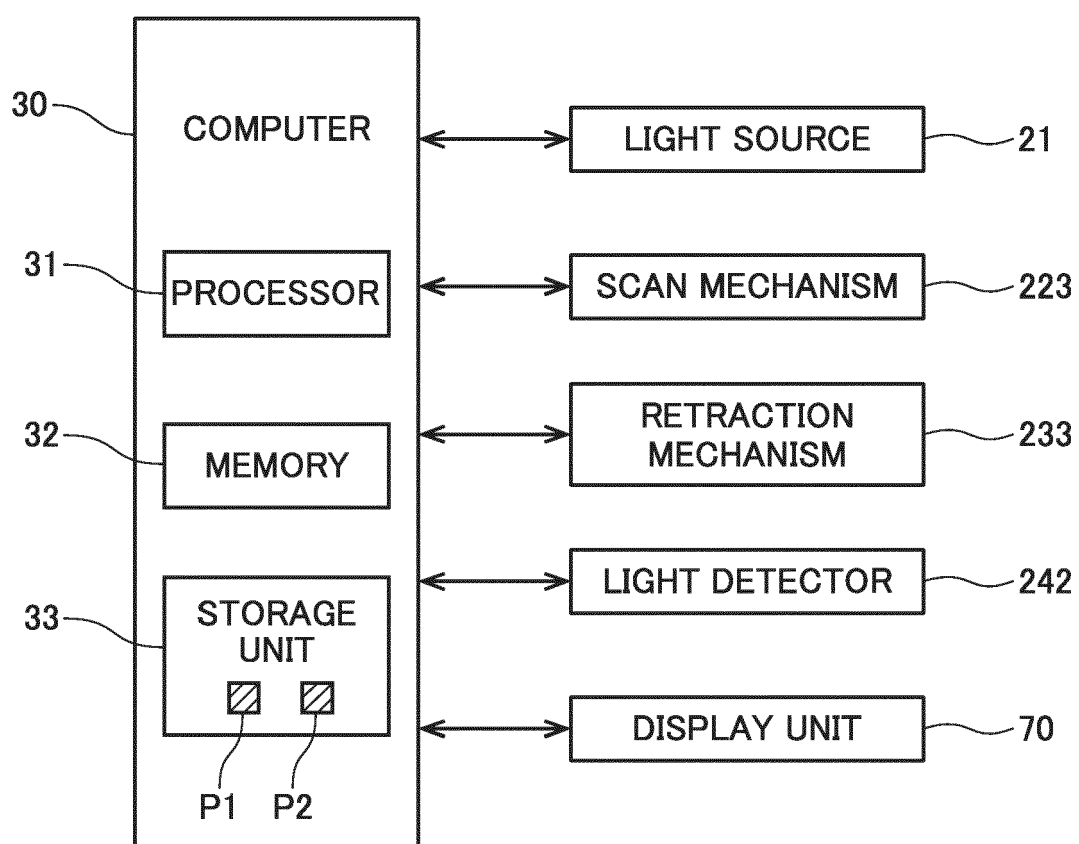 30
COMPUTER
LIGHT SOURCE
21
31
PROCESSOR
SCAN MECHANISM
223
32
MEMORY
RETRACTION
MECHANISM
233
33
STORAGE
UNIT
LIGHT DETECTOR
242
P1
P2
DISPLAY UNIT
70